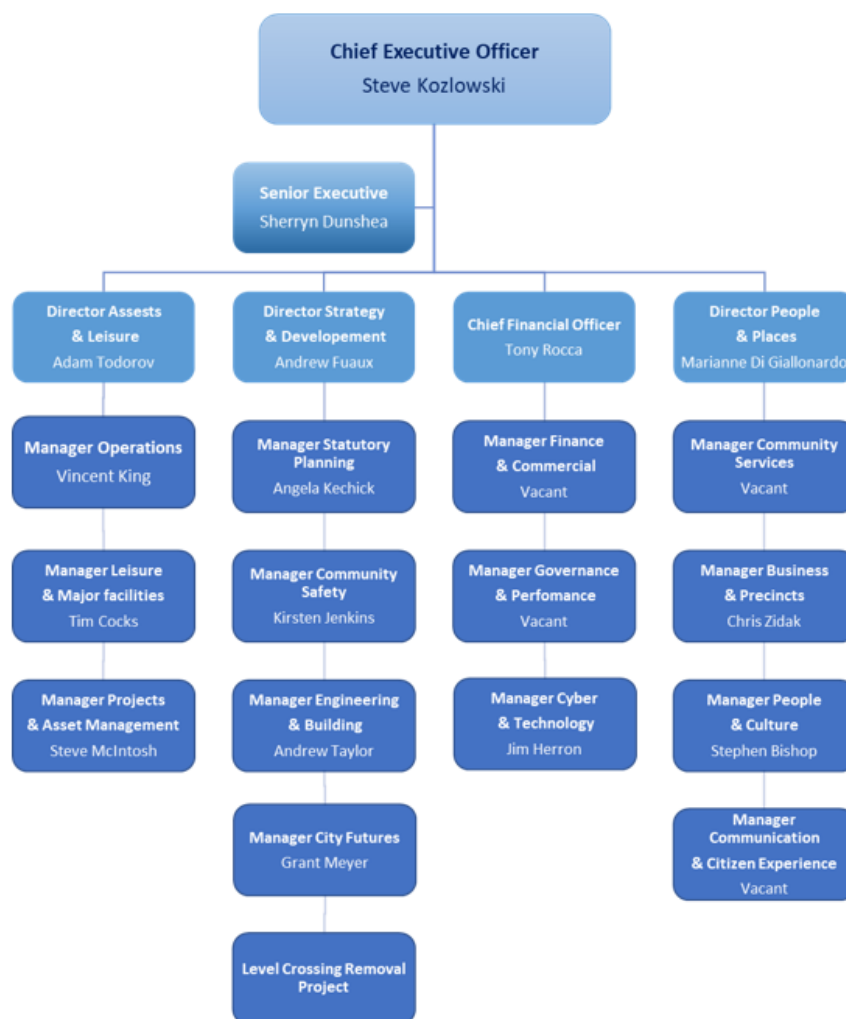 Chief Executive Officer
Steve Kozlowski
Senior Executive
Sherryn Dunshea
Director Assests
& Leisure
Adam Todorov
Director Strategy
& Developement
Andrew Fuaux
Chief Financial Officer
Tony Rocca
Director People
& Places
Marianne Di Giallonardo
Manager Operations
Vincent King
Manager Statutory
Planning
Angela Kechick
Manager Finance
& Commercial
Vacant
Manager Community
Services
Vacant
Manager Leisure
& Major facilities
Tim Cocks
Manager Community
Safety
Kirsten Jenkins
Manager Governance
& Perfomance
Vacant
Manager Business
& Precincts
Chris Zidak
Manager Projects
& Asset Management
Steve McIntosh
Manager Engineering
& Building
Andrew Taylor
Manager Cyber
& Technology
Jim Herron
Manager People
& Culture
Stephen Bishop
Manager City Futures
Grant Meyer
Manager
Communication
& Citizen Experience
Vacant
Level Crossing Removal
Project